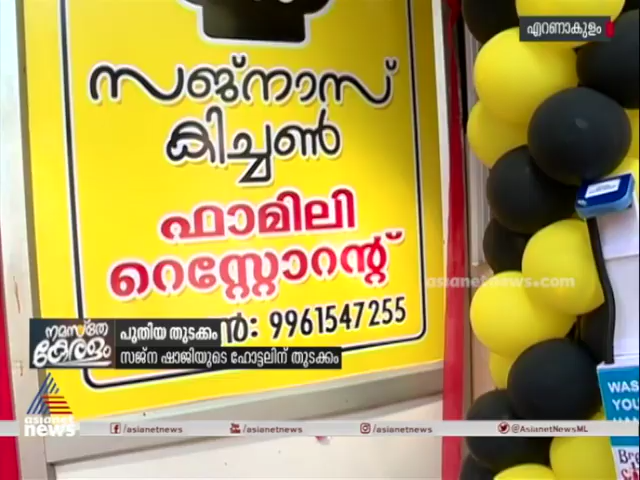 എറണാകുളം
സജ്നാസ്
കിച്ചൺ
ഫാമിലി
റെസ്റ്റോറന്റ്
ൻ: 9961547255
asianetnews.com
നമസ്തേ
കേരളം
പുതിയ തുടക്കം
സജ്ന ഷാജിയുടെ ഹോട്ടലിന് തുടക്കം
asianet
news
/asianetnews
/asianetnews
/asianetnews
@AsianetNewsML
WAS
YOU